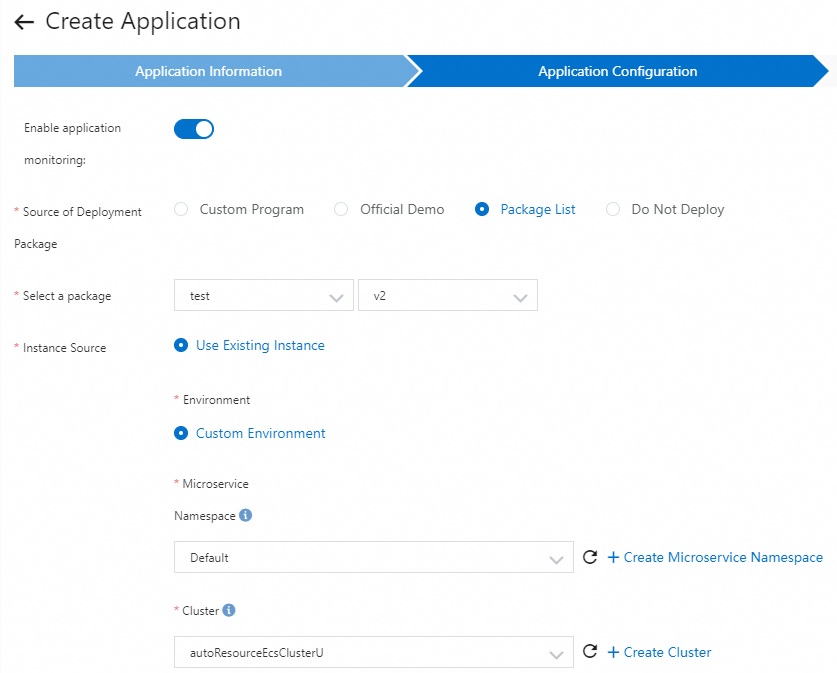 Create Application
Application Information
Application Configuration
Enable application
monitoring:
* Source of Deployment
Package
Custom Program
Official Demo
Package List
Do Not Deploy
* Select a package
test
v2
* Instance Source
Use Existing Instance
* Environment
Custom Environment
* Microservice
Namespace
Default
+ Create Microservice Namespace
* Cluster
autoResourceEcsClusterU
+ Create Cluster